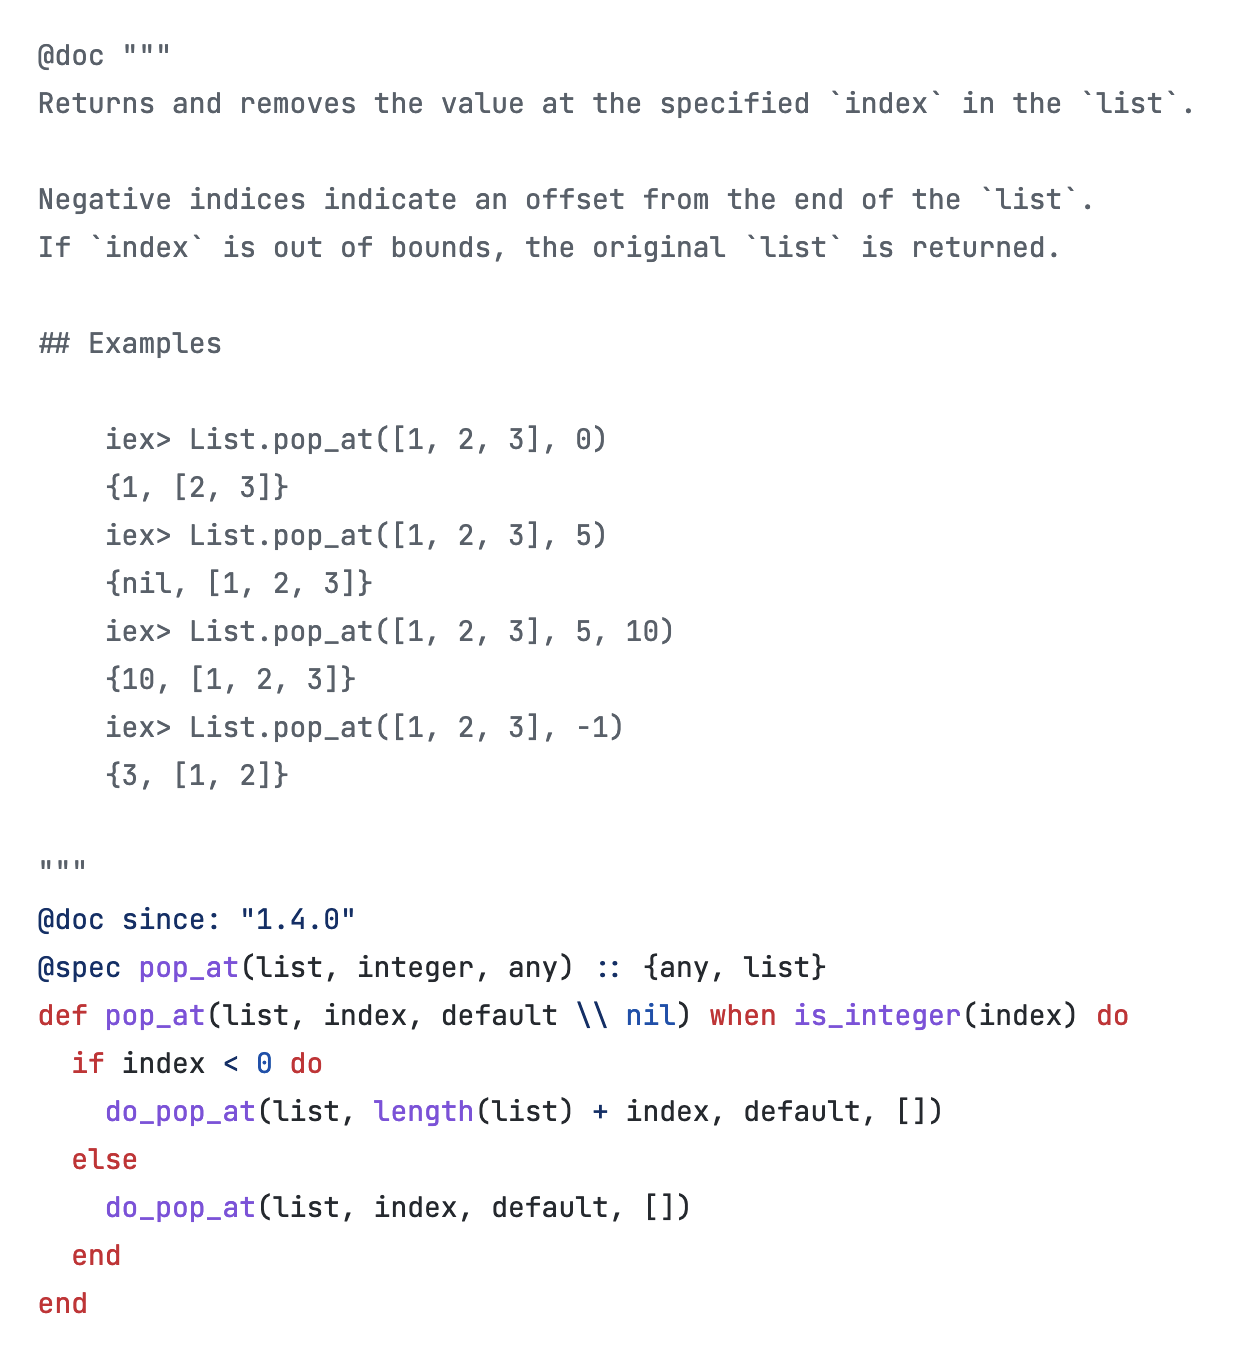 @doc """
Returns and removes the value at the specified `index` in the `list`.

Negative indices indicate an offset from the end of the `list`.
If `index` is out of bounds, the original `list` is returned.

## Examples

    iex> List.pop_at([1, 2, 3], 0)
    {1, [2, 3]}
    iex> List.pop_at([1, 2, 3], 5)
    {nil, [1, 2, 3]}
    iex> List.pop_at([1, 2, 3], 5, 10)
    {10, [1, 2, 3]}
    iex> List.pop_at([1, 2, 3], -1)
    {3, [1, 2]}

"""
@doc since: "1.4.0"
@spec pop_at(list, integer, any) :: {any, list}
def pop_at(list, index, default \\ nil) when is_integer(index) do
  if index < 0 do
    do_pop_at(list, length(list) + index, default, [])
  else
    do_pop_at(list, index, default, [])
  end
end